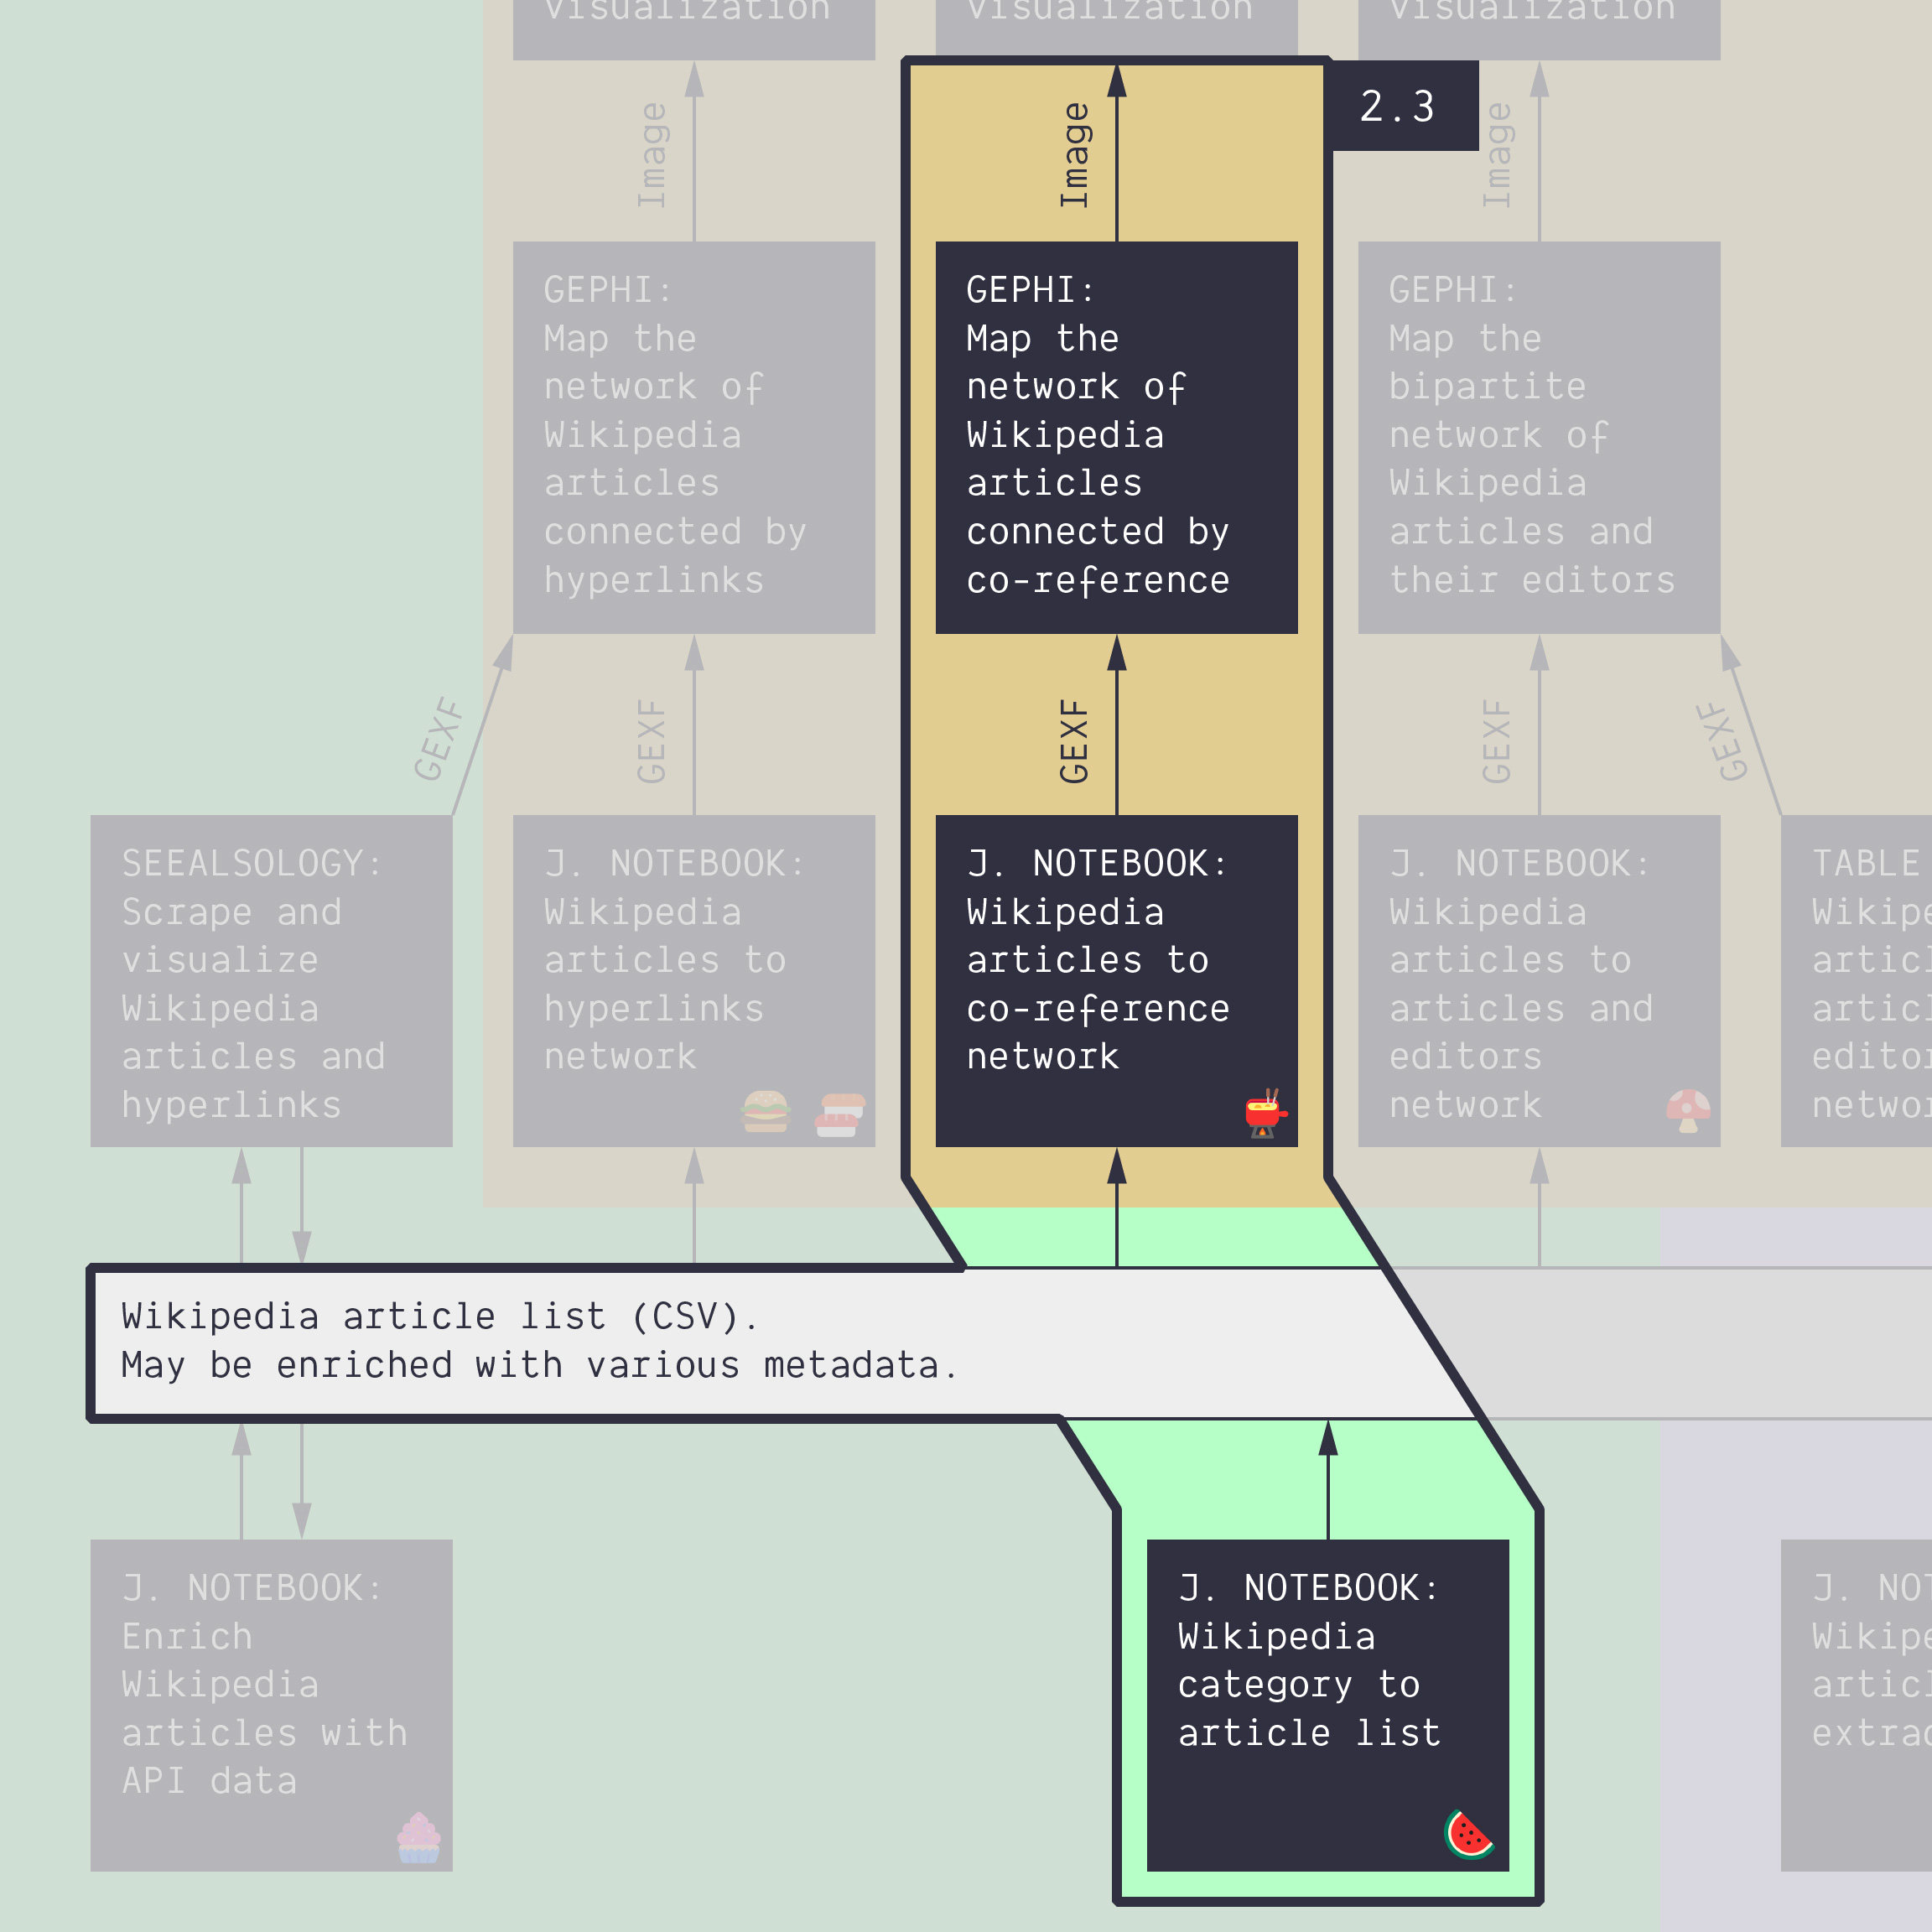 Visualization
Visualization
Visualization
2.3
Image
Image
Image
GEPHI:
Map the
network of
Wikipedia
articles
connected by
hyperlinks
GEPHI:
Map the
network of
Wikipedia
articles
connected by
co-reference
GEPHI:
Map the
bipartite
network of
Wikipedia
articles and
their editors
GEXF
GEXF
GEXF
GEXF
GEXF
SEEALSOLOGY:
Scrape and
visualize
Wikipedia
articles and
hyperlinks
J. NOTEBOOK:
Wikipedia
articles to
hyperlinks
network
J. NOTEBOOK:
Wikipedia
articles to
co-reference
network
J. NOTEBOOK:
Wikipedia
articles to
articles and
editors
network
TABLE
Wikipe
articl
articl
editor
networ
Wikipedia article list (CSV).
May be enriched with various metadata.
J. NOTEBOOK:
Enrich
Wikipedia
articles with
API data
J. NOTEBOOK:
Wikipedia
category to
article list
J. NOT
Wikipe
articl
extrac